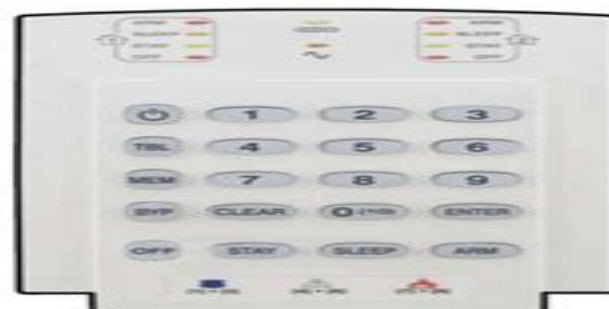 ARM ARM
SLEEP SLEEP
STAY STAY
OFF OFF
1 2 3
TBL 4 5 6
MEM 7 8 9
BYP CLEAR 0 ENTER
OFF STAY SLEEP ARM